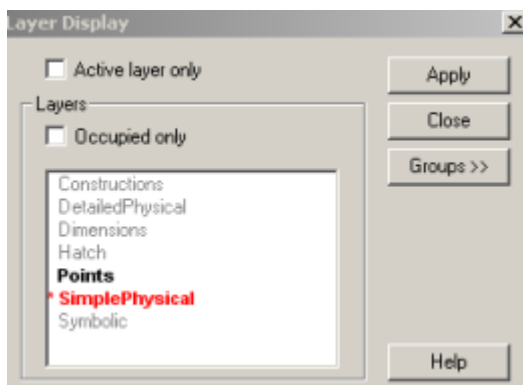 Layer Display
Active layer only
Apply
Layers
Close
Occupied only
Groups >>
Constructions
DetailedPhysical
Dimensions
Hatch
Points
* SimplePhysical
Symbolic
Help